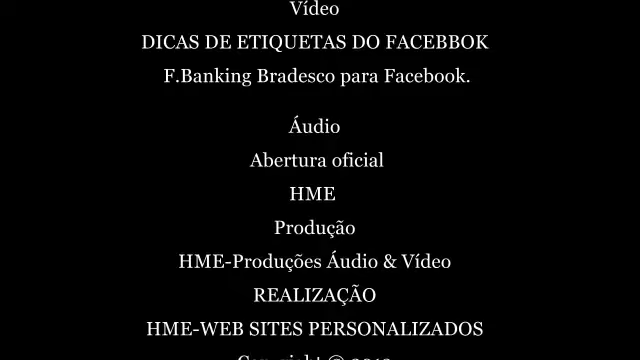 Vídeo
DICAS DE ETIQUETAS DO FACEBBOK
F.Banking Bradesco para Facebook.
Áudio
Abertura oficial
HME
Produção
HME-Produções Áudio & Vídeo
REALIZAÇÃO
HME-WEB SITES PERSONALIZADOS